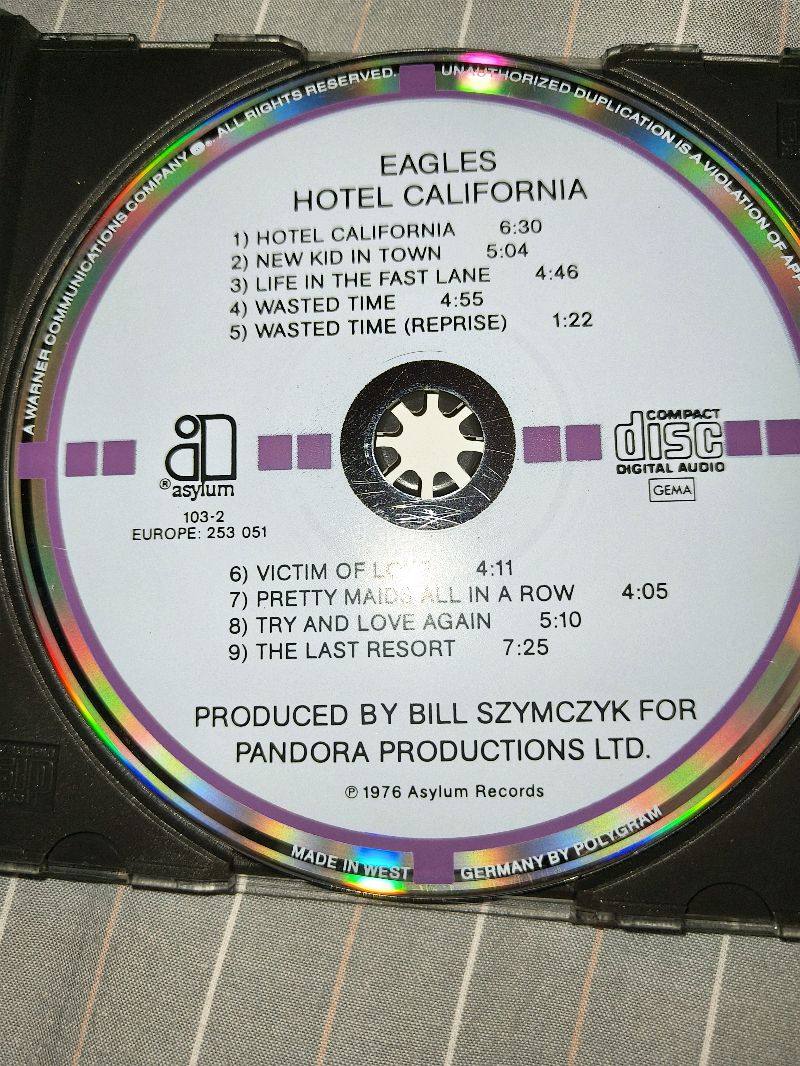 A WARNER COMMUNICATIONS COMPANY ®. ALL RIGHTS RESERVED.
UNAUTHORIZED DUPLICATION IS A VIOLATION OF
EAGLES
HOTEL CALIFORNIA
1) HOTEL CALIFORNIA 6:30
2) NEW KID IN TOWN 5:04
3) LIFE IN THE FAST LANE 4:46
4) WASTED TIME 4:55
5) WASTED TIME (REPRISE) 1:22
® asylum
103-2
EUROPE: 253 051
COMPACT
disc
DIGITAL AUDIO
GEMA
6) VICTIM OF 4:11
7) PRETTY MAIDS ALL IN A ROW 4:05
8) TRY AND LOVE AGAIN 5:10
9) THE LAST RESORT 7:25
PRODUCED BY BILL SZYMCZYK FOR
PANDORA PRODUCTIONS LTD.
℗ 1976 Asylum Records
MADE IN WEST GERMANY BY POLYGRAM